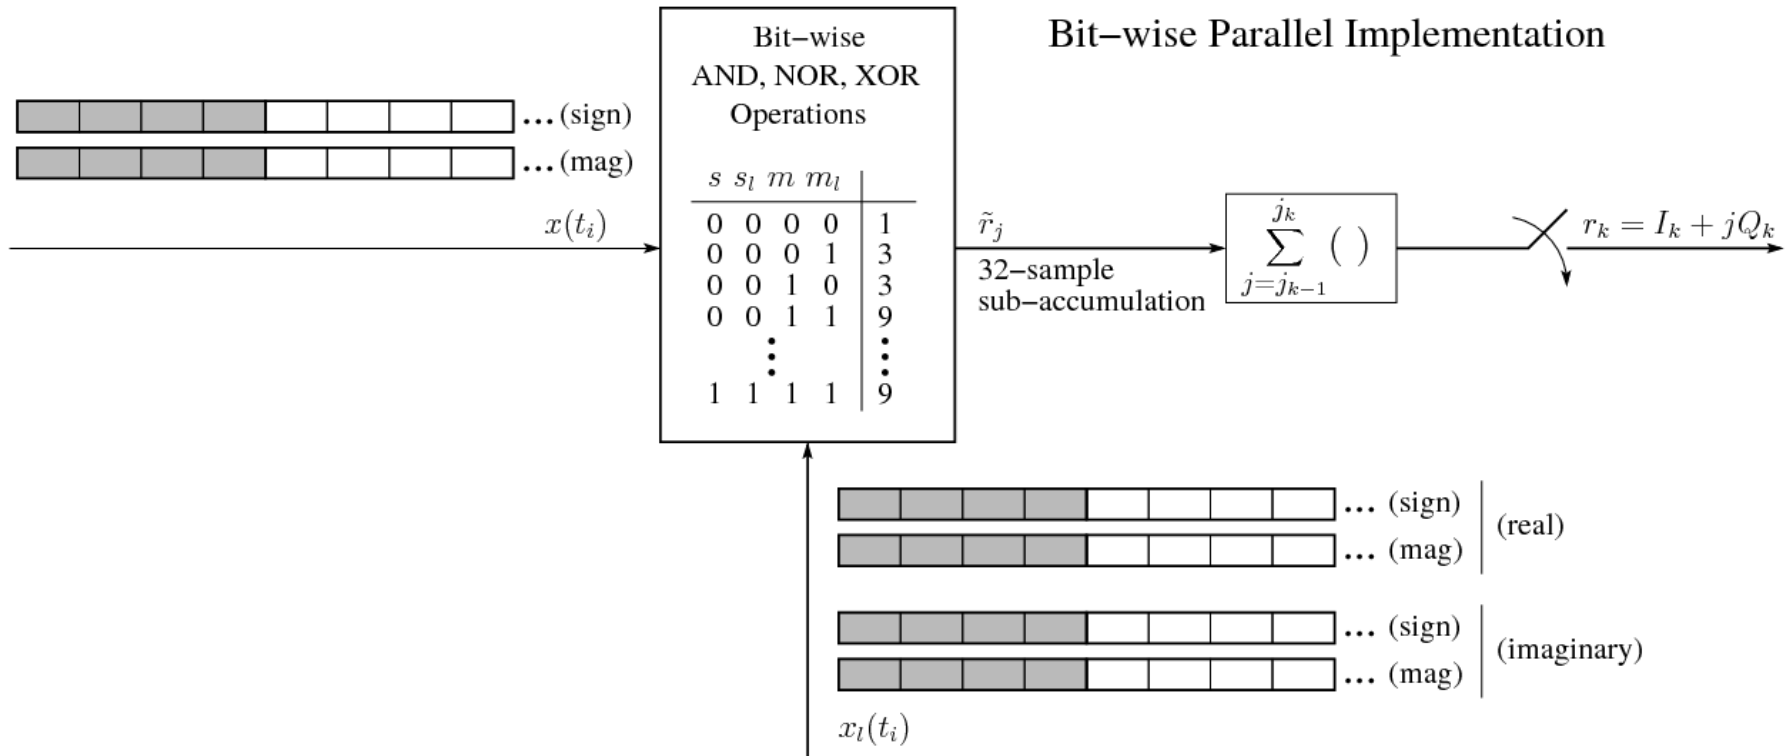 Bit–wise Parallel Implementation
Bit–wise
AND, NOR, XOR
Operations
... (sign)
... (mag)
x(t_i)
s s_l m m_l
0 0 0 0 1
0 0 0 1 3
0 0 1 0 3
0 0 1 1 9
⋮ ⋮
1 1 1 1 9
r̃_j
32–sample
sub–accumulation
j_k
∑ ( )
j=j_{k−1}
r_k = I_k + jQ_k
... (sign)
... (mag)
(real)
... (sign)
... (mag)
(imaginary)
x_l(t_i)